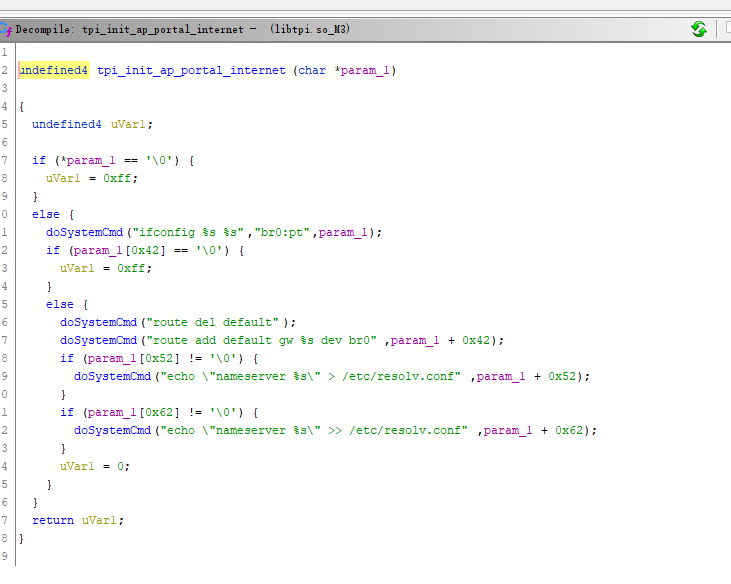 Decompile: tpi_init_ap_portal_internet - (libtpi.so_N3)
1
2 undefined4 tpi_init_ap_portal_internet (char *param_1)
3
4 {
5 undefined4 uVar1;
6
7 if (*param_1 == '\0') {
8 uVar1 = 0xff;
9 }
0 else {
1 doSystemCmd("ifconfig %s %s","br0:pt",param_1);
2 if (param_1[0x42] == '\0') {
3 uVar1 = 0xff;
4 }
5 else {
6 doSystemCmd("route del default");
7 doSystemCmd("route add default gw %s dev br0" ,param_1 + 0x42);
8 if (param_1[0x52] != '\0') {
9 doSystemCmd("echo \"nameserver %s\" > /etc/resolv.conf" ,param_1 + 0x52);
0 }
1 if (param_1[0x62] != '\0') {
2 doSystemCmd("echo \"nameserver %s\" >> /etc/resolv.conf" ,param_1 + 0x62);
3 }
4 uVar1 = 0;
5 }
6 }
7 return uVar1;
8 }
9